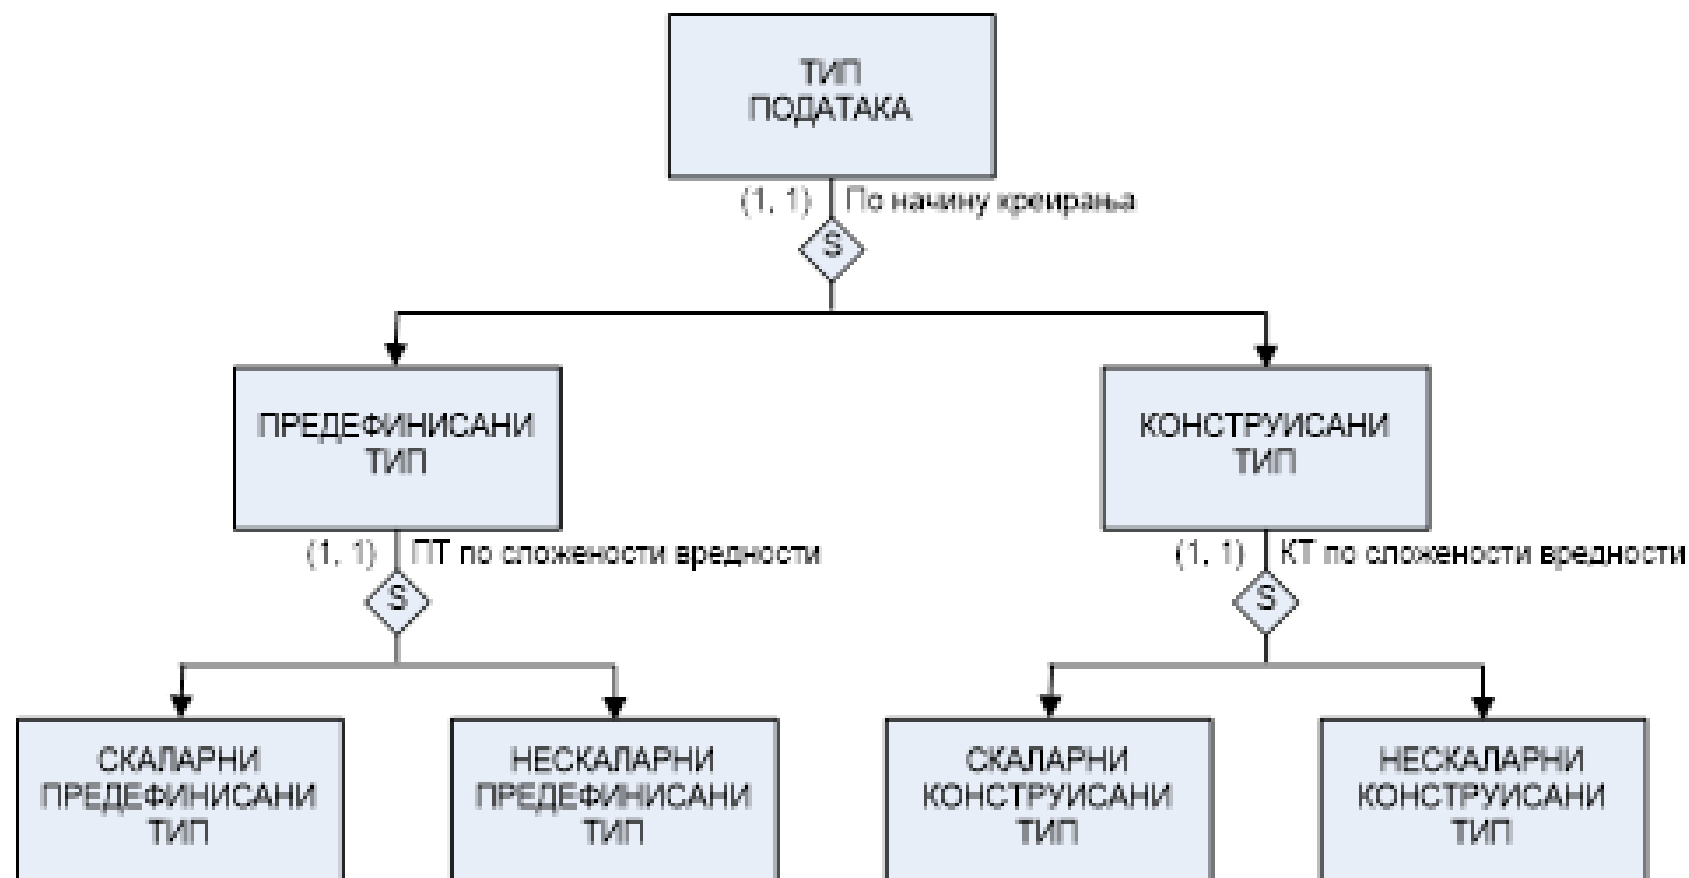 ТИП
ПОДАТАКА
(1, 1) По начину креирања
S
ПРЕДЕФИНИСАНИ
ТИП
КОНСТРУИСАНИ
ТИП
(1, 1) ПТ по сложености вредности
(1, 1) КТ по сложености вредности
S
S
СКАЛАРНИ
ПРЕДЕФИНИСАНИ
ТИП
НЕСКАЛАРНИ
ПРЕДЕФИНИСАНИ
ТИП
СКАЛАРНИ
КОНСТРУИСАНИ
ТИП
НЕСКАЛАРНИ
КОНСТРУИСАНИ
ТИП